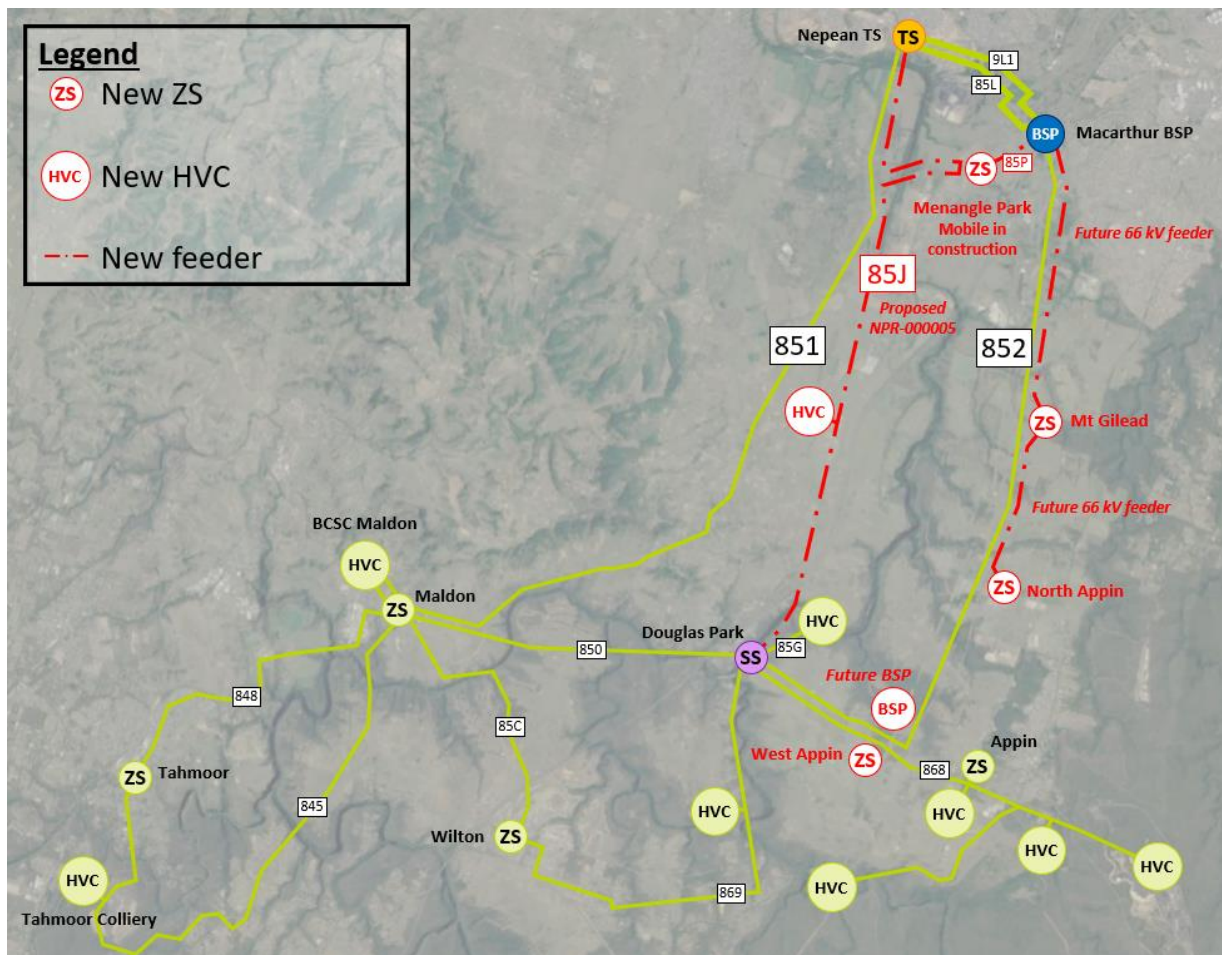 Legend
ZS New ZS
HVC New HVC
New feeder
Nepean TS
TS
9L1
85L
BSP
Macarthur BSP
ZS
85P
Menangle Park
Mobile in
construction
Future 66 kV feeder
85J
Proposed
NPR-000005
851
852
HVC
ZS
Mt Gilead
Future 66 kV feeder
BCSC Maldon
HVC
ZS
Maldon
ZS
North Appin
HVC
Douglas Park
850
SS
85G
Future BSP
BSP
848
85C
West Appin
ZS
Appin
ZS
868
ZS
Tahmoor
845
HVC
HVC
Wilton
ZS
HVC
HVC
HVC
HVC
869
Tahmoor Colliery